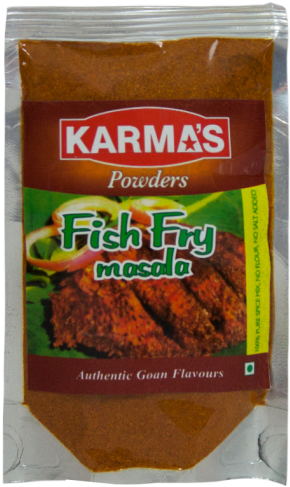 KARMA'S
Powders
Fish Fry
masala
100% PURE SPICE MIX, NO FLOUR, NO SALT ADDED
Authentic Goan Flavours